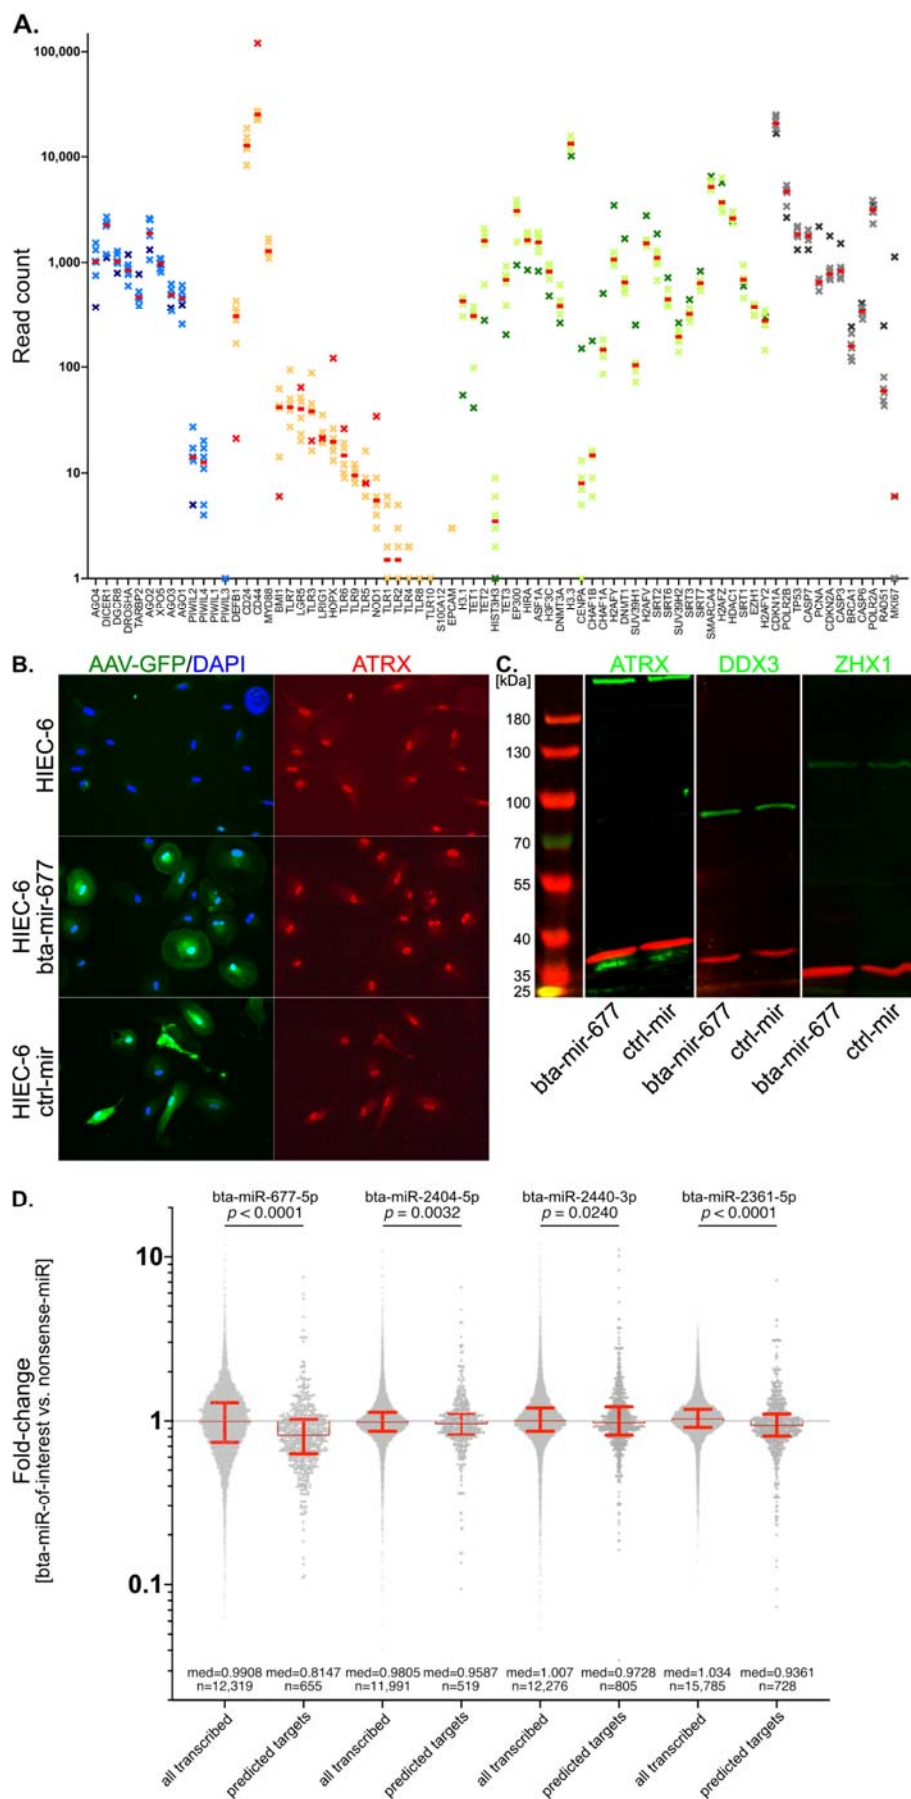 A.
100,000
10,000
1,000
100
10
1
Read count
AGO4
DICER1
DGCR8
DROSHA
TARBP2
AGO2
XPO5
AGO3
AGO1
PIWIL2
PIWIL4
PIWIL1
PIWIL3
DEFB1
CD24
CD44
MYD88
BMI1
TLR7
LGR5
TLR3
LRIG1
HOPX
TLR6
TLR9
TLR5
NOD1
TLR1
TLR2
TLR4
TLR8
TLR10
S100A12
EPCAM
H3.1
TET1
TET2
HIST3H3
TET3
EP300
HIRA
ASF1A
H3F3C
DNMT3A
H3.3
CENPA
CHAF1B
CHAF1A
H2AFY
DNMT1
SUV39H1
H2AFV
SIRT2
SIRT6
SUV39H2
SIRT3
SIRT7
SMARCA4
H2AFZ
HDAC1
SIRT1
EZH1
H2AFY2
CDKN1A
POLR2B
TP53
CASP7
PCNA
CDKN2A
CASP3
BRCA1
CASP6
POLR2A
RAD51
MKI67
B.
AAV-GFP/DAPI
ATRX
HIEC-6
HIEC-6
bta-mir-677
HIEC-6
ctrl-mir
C.
ATRX
DDX3
ZHX1
[kDa]
180
130
100
70
55
40
35
25
bta-mir-677
ctrl-mir
bta-mir-677
ctrl-mir
bta-mir-677
ctrl-mir
D.
bta-miR-677-5p
bta-miR-2404-5p
bta-miR-2440-3p
bta-miR-2361-5p
p < 0.0001
p = 0.0032
p = 0.0240
p < 0.0001
Fold-change
[bta-miR-of-interest vs. nonsense-miR]
10
1
0.1
med=0.9908
med=0.8147
med=0.9805
med=0.9587
med=1.007
med=0.9728
med=1.034
med=0.9361
n=12,319
n=655
n=11,991
n=519
n=12,276
n=805
n=15,785
n=728
all transcribed
predicted targets
all transcribed
predicted targets
all transcribed
predicted targets
all transcribed
predicted targets